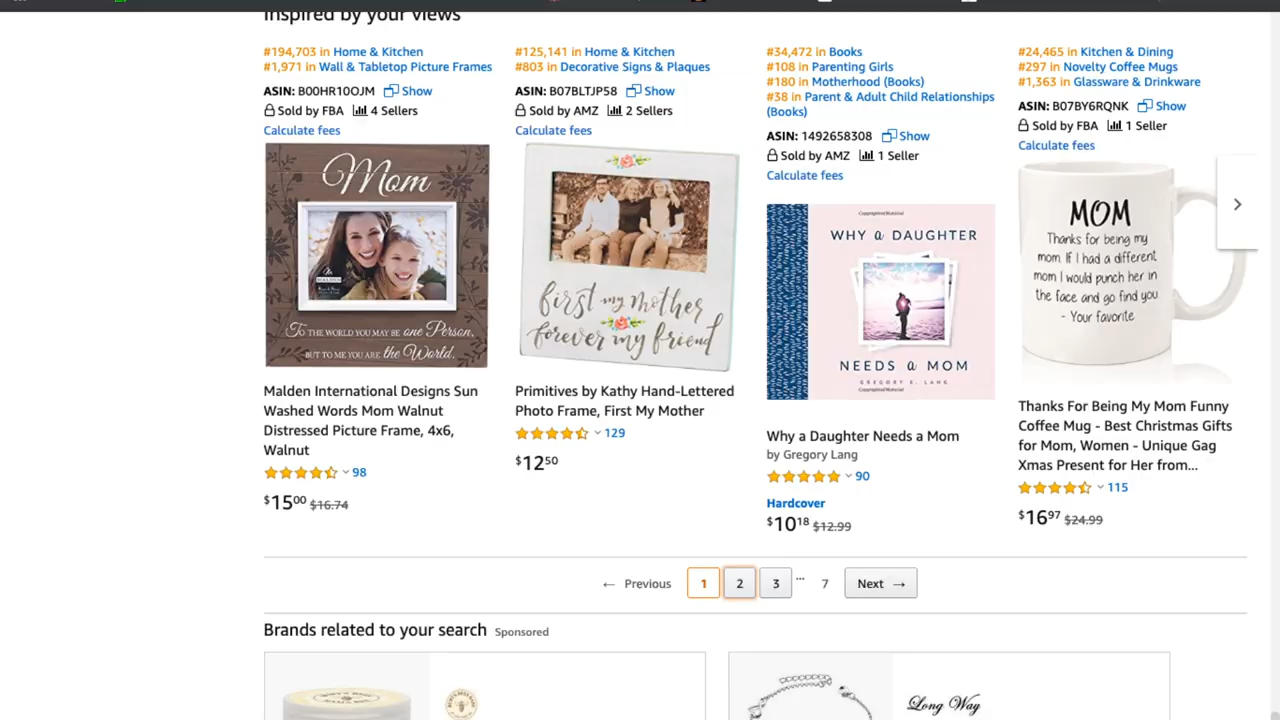 Inspired by your views
#194,703 in Home & Kitchen
#1,971 in Wall & Tabletop Picture Frames
ASIN: B00HR10OJM Show
Sold by FBA 4 Sellers
Calculate fees
Mom
TO THE WORLD YOU MAY BE one Person,
BUT TO ME YOU ARE the World.
Malden International Designs Sun
Washed Words Mom Walnut
Distressed Picture Frame, 4x6,
Walnut
98
$15⁰⁰ $16.74
#125,141 in Home & Kitchen
#803 in Decorative Signs & Plaques
ASIN: B07BLTJP58 Show
Sold by AMZ 2 Sellers
Calculate fees
first my mother
forever my friend
Primitives by Kathy Hand-Lettered
Photo Frame, First My Mother
129
$12⁵⁰
#34,472 in Books
#108 in Parenting Girls
#180 in Motherhood (Books)
#38 in Parent & Adult Child Relationships
(Books)
ASIN: 1492658308 Show
Sold by AMZ 1 Seller
Calculate fees
Copyrighted Material
WHY a DAUGHTER
NEEDS a MOM
GREGORY E. LANG
Copyrighted Material
Why a Daughter Needs a Mom
by Gregory Lang
90
Hardcover
$10¹⁸ $12.99
#24,465 in Kitchen & Dining
#297 in Novelty Coffee Mugs
#1,363 in Glassware & Drinkware
ASIN: B07BY6RQNK Show
Sold by FBA 1 Seller
Calculate fees
MOM
Thanks for being my
mom. If I had a different
mom I would punch her in
the face and go find you
- Your favorite
Thanks For Being My Mom Funny
Coffee Mug - Best Christmas Gifts
for Mom, Women - Unique Gag
Xmas Present for Her from...
115
$16⁹⁷ $24.99
← Previous 1 2 3 ... 7 Next →
Brands related to your search Sponsored
Long Way